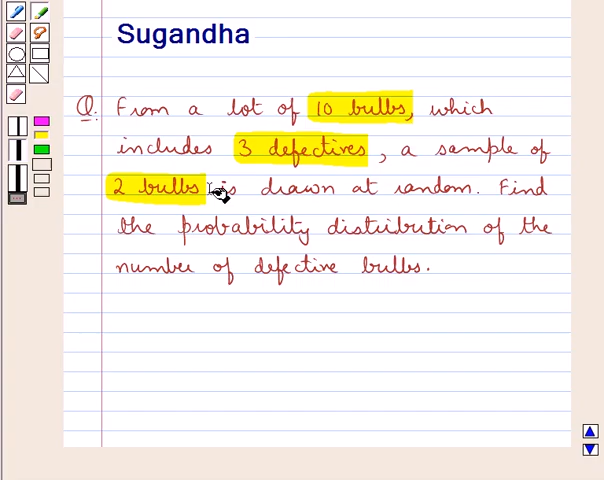 Sugandha
Q. From a lot of 10 bulbs, which
includes 3 defectives, a sample of
2 bulbs is drawn at random. Find
the probability distribution of the
number of defective bulbs.